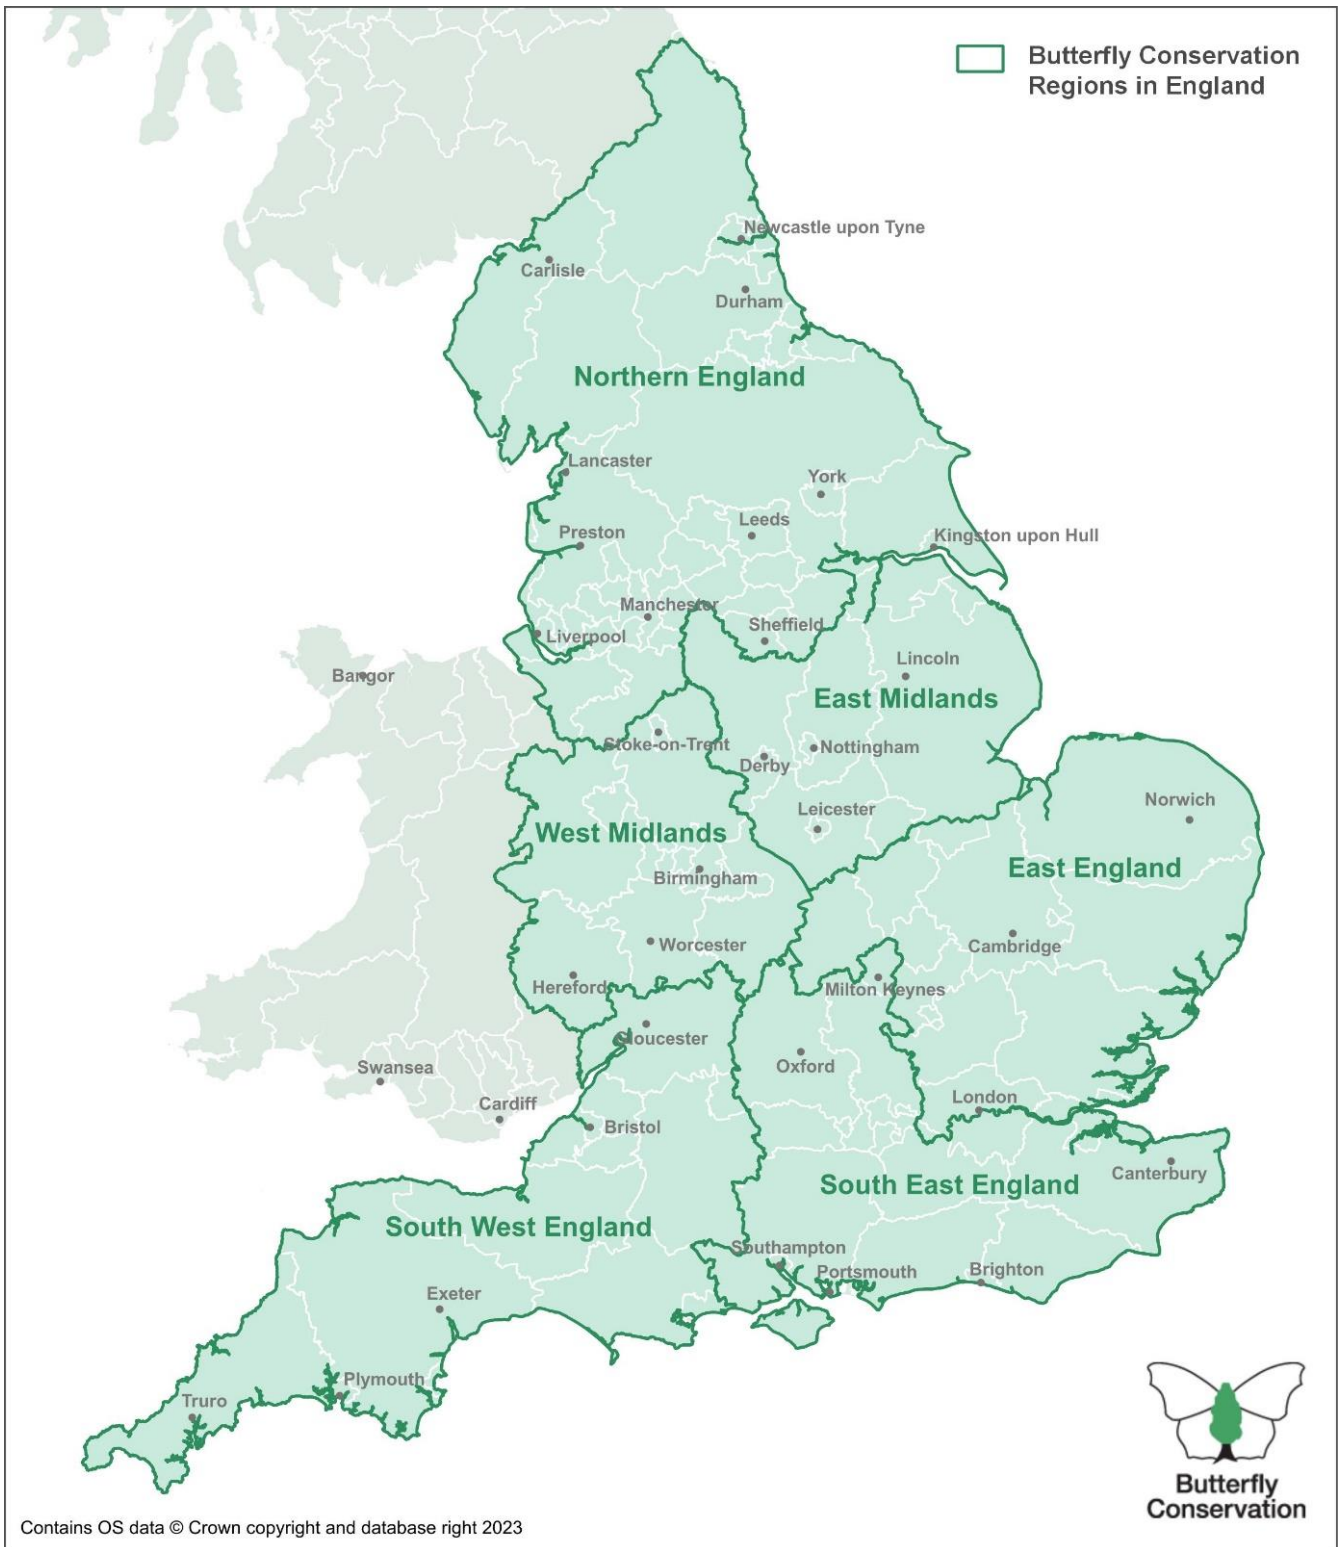 Butterfly Conservation
Regions in England
Newcastle upon Tyne
Carlisle
Durham
Northern England
Lancaster
York
Leeds
Preston
Kingston upon Hull
Manchester
Sheffield
Liverpool
Lincoln
Bangor
East Midlands
Stoke-on-Trent
Nottingham
Derby
Norwich
Leicester
West Midlands
East England
Birmingham
Worcester
Cambridge
Hereford
Milton Keynes
Gloucester
Oxford
Swansea
London
Cardiff
Bristol
Canterbury
South East England
South West England
Southampton
Portsmouth
Brighton
Exeter
Plymouth
Truro
Butterfly
Conservation
Contains OS data © Crown copyright and database right 2023